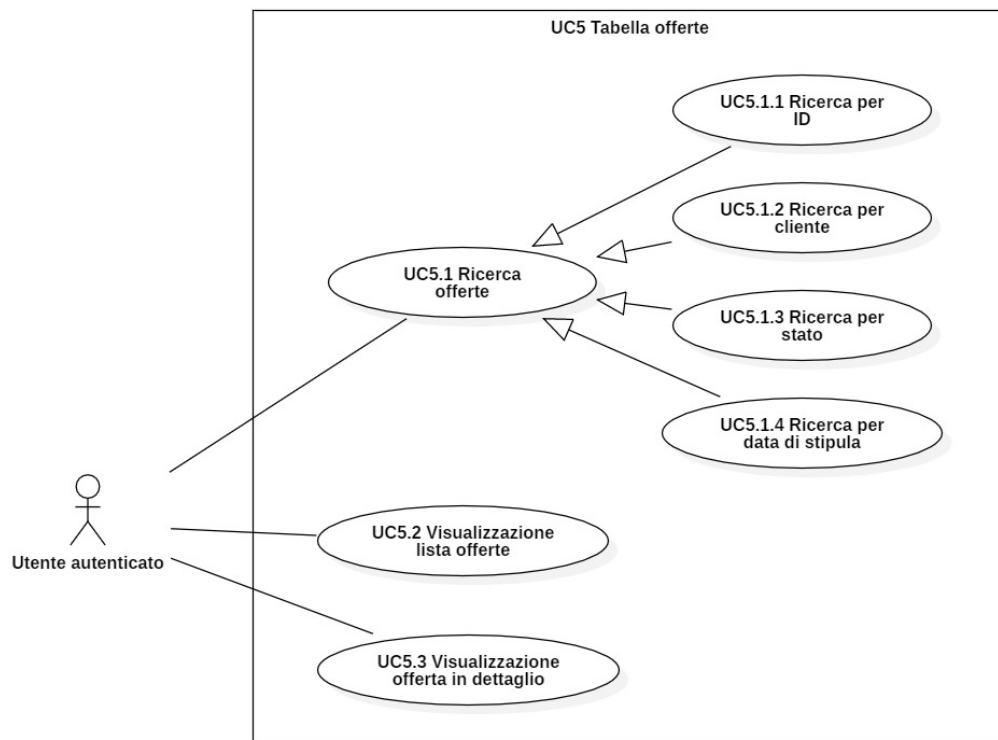 UC5 Tabella offerte
UC5.1.1 Ricerca per
ID
UC5.1.2 Ricerca per
cliente
UC5.1 Ricerca
offerte
UC5.1.3 Ricerca per
stato
UC5.1.4 Ricerca per
data di stipula
Utente autenticato
UC5.2 Visualizzazione
lista offerte
UC5.3 Visualizzazione
offerta in dettaglio